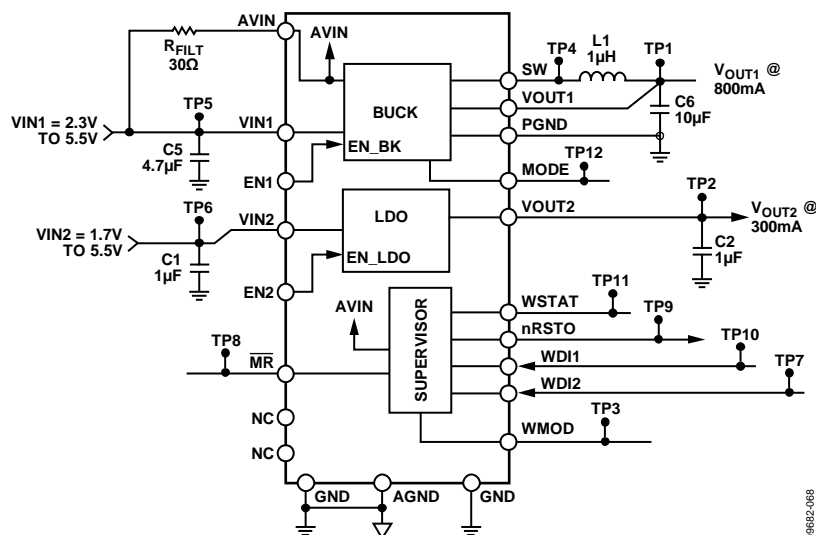 AVIN
AVIN
RFILT
30Ω
VIN1 = 2.3V
TO 5.5V
TP5
C5
4.7µF
VIN1
EN1
BUCK
EN_BK
SW
VOUT1
PGND
MODE
TP4
L1
1µH
TP1
VOUT1 @
800mA
C6
10µF
TP12
TP6
VIN2 = 1.7V
TO 5.5V
C1
1µF
VIN2
EN2
LDO
EN_LDO
VOUT2
TP2
VOUT2 @
300mA
C2
1µF
AVIN
SUPERVISOR
TP8
MR
NC
NC
WSTAT
TP11
nRSTO
TP9
WDI1
TP10
WDI2
TP7
WMOD
TP3
GND
AGND
GND